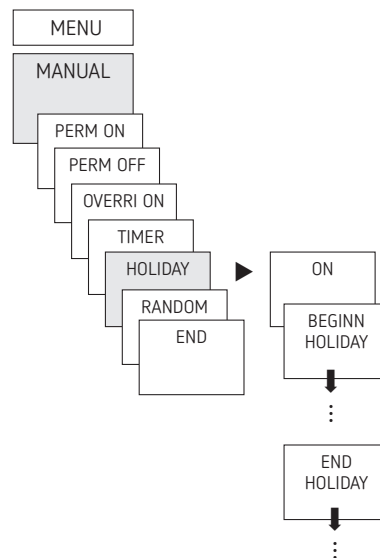 MENU
MANUAL
PERM ON
PERM OFF
OVERRI ON
TIMER
HOLIDAY
RANDOM
END
ON
BEGINN
HOLIDAY
END
HOLIDAY